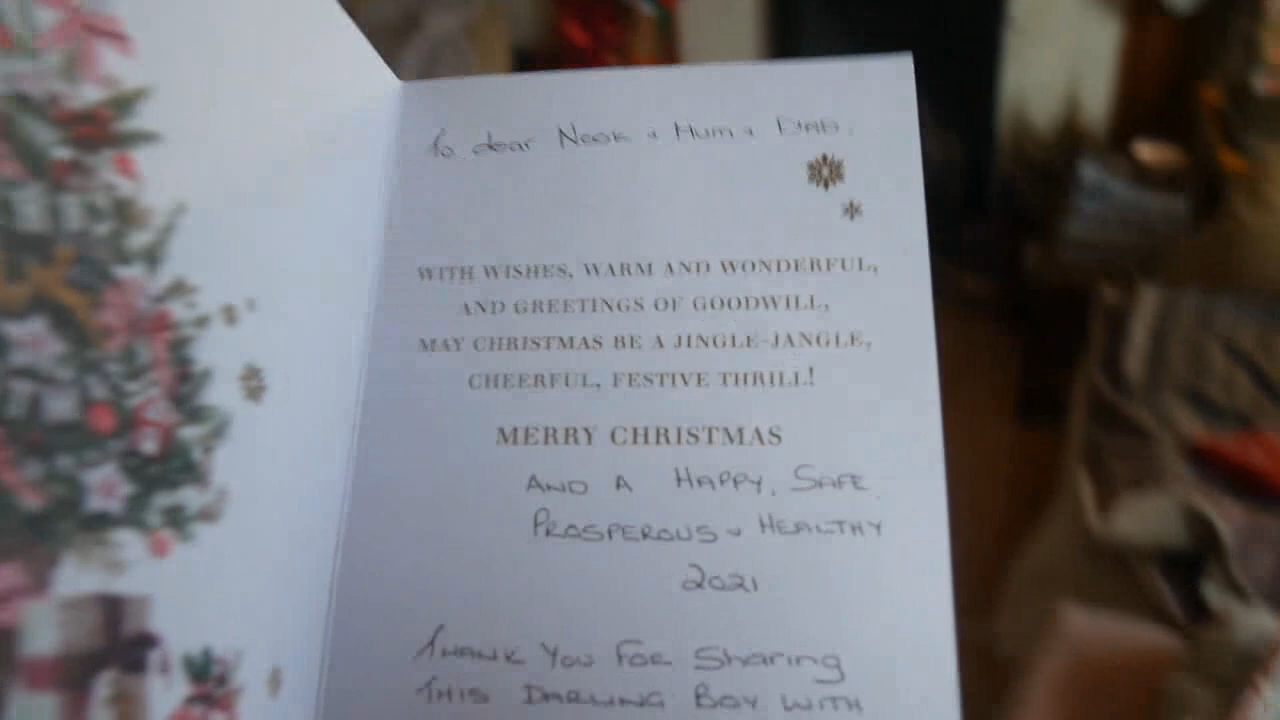 To dear Nook & Mum & DAD.
WITH WISHES, WARM AND WONDERFUL,
AND GREETINGS OF GOODWILL,
MAY CHRISTMAS BE A JINGLE-JANGLE,
CHEERFUL, FESTIVE THRILL!
MERRY CHRISTMAS
AND A HAPPY, SAFE
PROSPEROUS & HEALTHY
2021
THANK YOU FOR Sharing
THIS DARLING BOY WITH